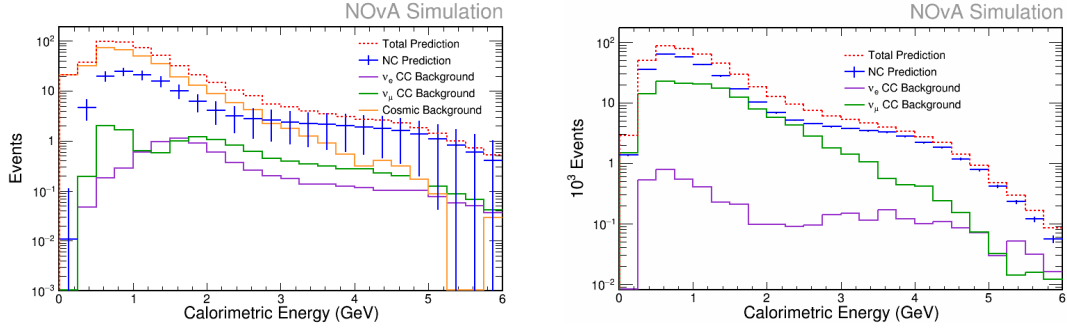 NOvA Simulation
Events
10²
10
1
10⁻¹
10⁻²
10⁻³
Total Prediction
NC Prediction
νe CC Background
νμ CC Background
Cosmic Background
0 1 2 3 4 5 6
Calorimetric Energy (GeV)
NOvA Simulation
10³ Events
10²
10
1
10⁻¹
10⁻²
Total Prediction
NC Prediction
νe CC Background
νμ CC Background
0 1 2 3 4 5 6
Calorimetric Energy (GeV)